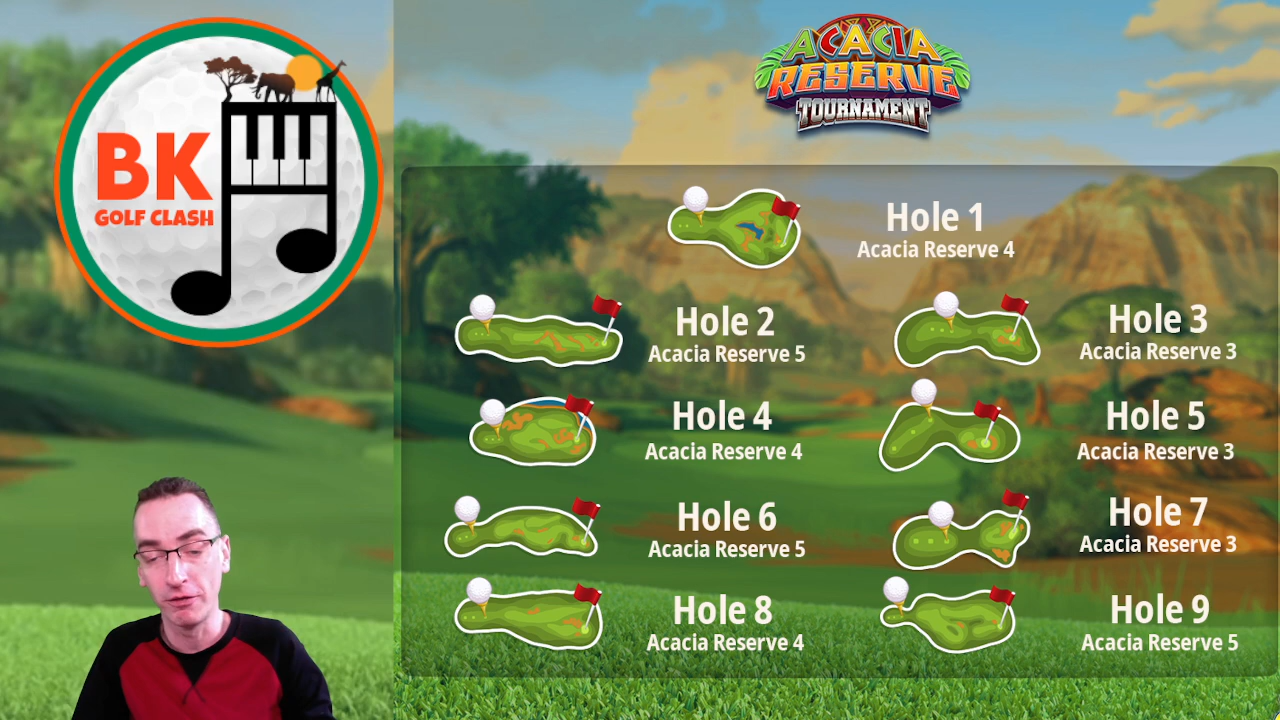 BK
GOLF CLASH
ACACIA
RESERVE
TOURNAMENT
Hole 1
Acacia Reserve 4
Hole 2
Acacia Reserve 5
Hole 3
Acacia Reserve 3
Hole 4
Acacia Reserve 4
Hole 5
Acacia Reserve 3
Hole 6
Acacia Reserve 5
Hole 7
Acacia Reserve 3
Hole 8
Acacia Reserve 4
Hole 9
Acacia Reserve 5